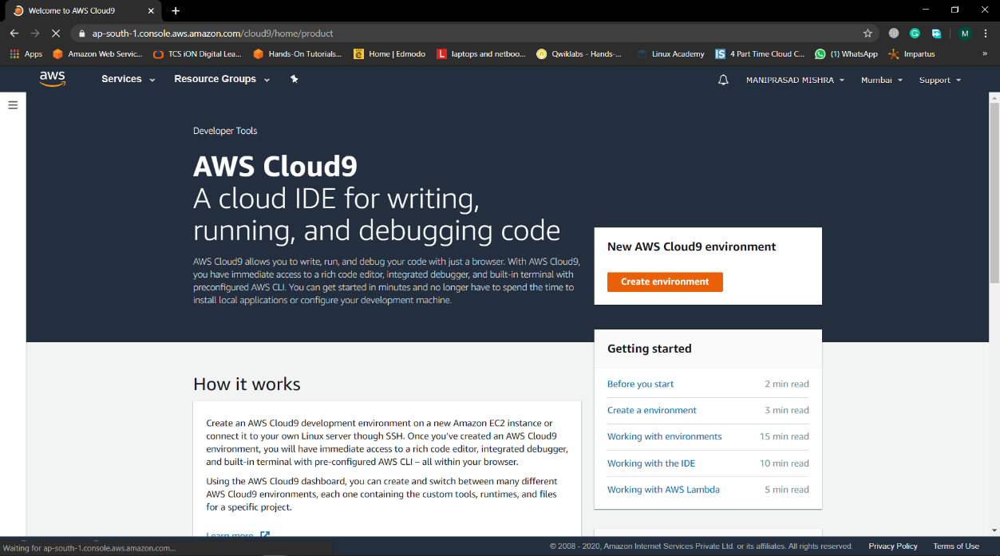 Welcome to AWS Cloud9
ap-south-1.console.aws.amazon.com/cloud9/home/product
M
Apps
Amazon Web Servic...
TCS iON Digital Lea...
Hands-On Tutorials...
Home | Edmodo
laptops and netboo...
Qwiklabs - Hands-...
Linux Academy
4 Part Time Cloud C...
(1) WhatsApp
Impartus
»
aws
Services
Resource Groups
MANIPRASAD MISHRA
Mumbai
Support
Developer Tools
AWS Cloud9
A cloud IDE for writing,
running, and debugging code
AWS Cloud9 allows you to write, run, and debug your code with just a browser. With AWS Cloud9,
you have immediate access to a rich code editor, integrated debugger, and built-in terminal with
preconfigured AWS CLI. You can get started in minutes and no longer have to spend the time to
install local applications or configure your development machine.
New AWS Cloud9 environment
Create environment
Getting started
Before you start 2 min read
Create a environment 3 min read
Working with environments 15 min read
Working with the IDE 10 min read
Working with AWS Lambda 5 min read
How it works
Create an AWS Cloud9 development environment on a new Amazon EC2 instance or
connect it to your own Linux server though SSH. Once you've created an AWS Cloud9
environment, you will have immediate access to a rich code editor, integrated debugger,
and built-in terminal with pre-configured AWS CLI – all within your browser.
Using the AWS Cloud9 dashboard, you can create and switch between many different
AWS Cloud9 environments, each one containing the custom tools, runtimes, and files
for a specific project.
Learn more
Waiting for ap-south-1.console.aws.amazon.com...
© 2008 - 2020, Amazon Internet Services Private Ltd. or its affiliates. All rights reserved.
Privacy Policy
Terms of Use